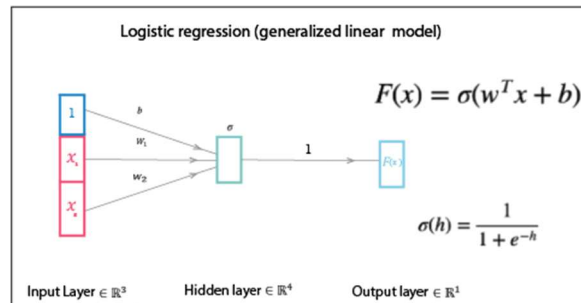 Logistic regression (generalized linear model)
1
b
σ
F(x) = σ(wᵀx + b)
W₁
1
X₁
F(x)
w₂
X
σ(h) = 1 / (1 + e⁻ʰ)
Input Layer ∈ ℝ³
Hidden layer ∈ ℝ⁴
Output layer ∈ ℝ¹